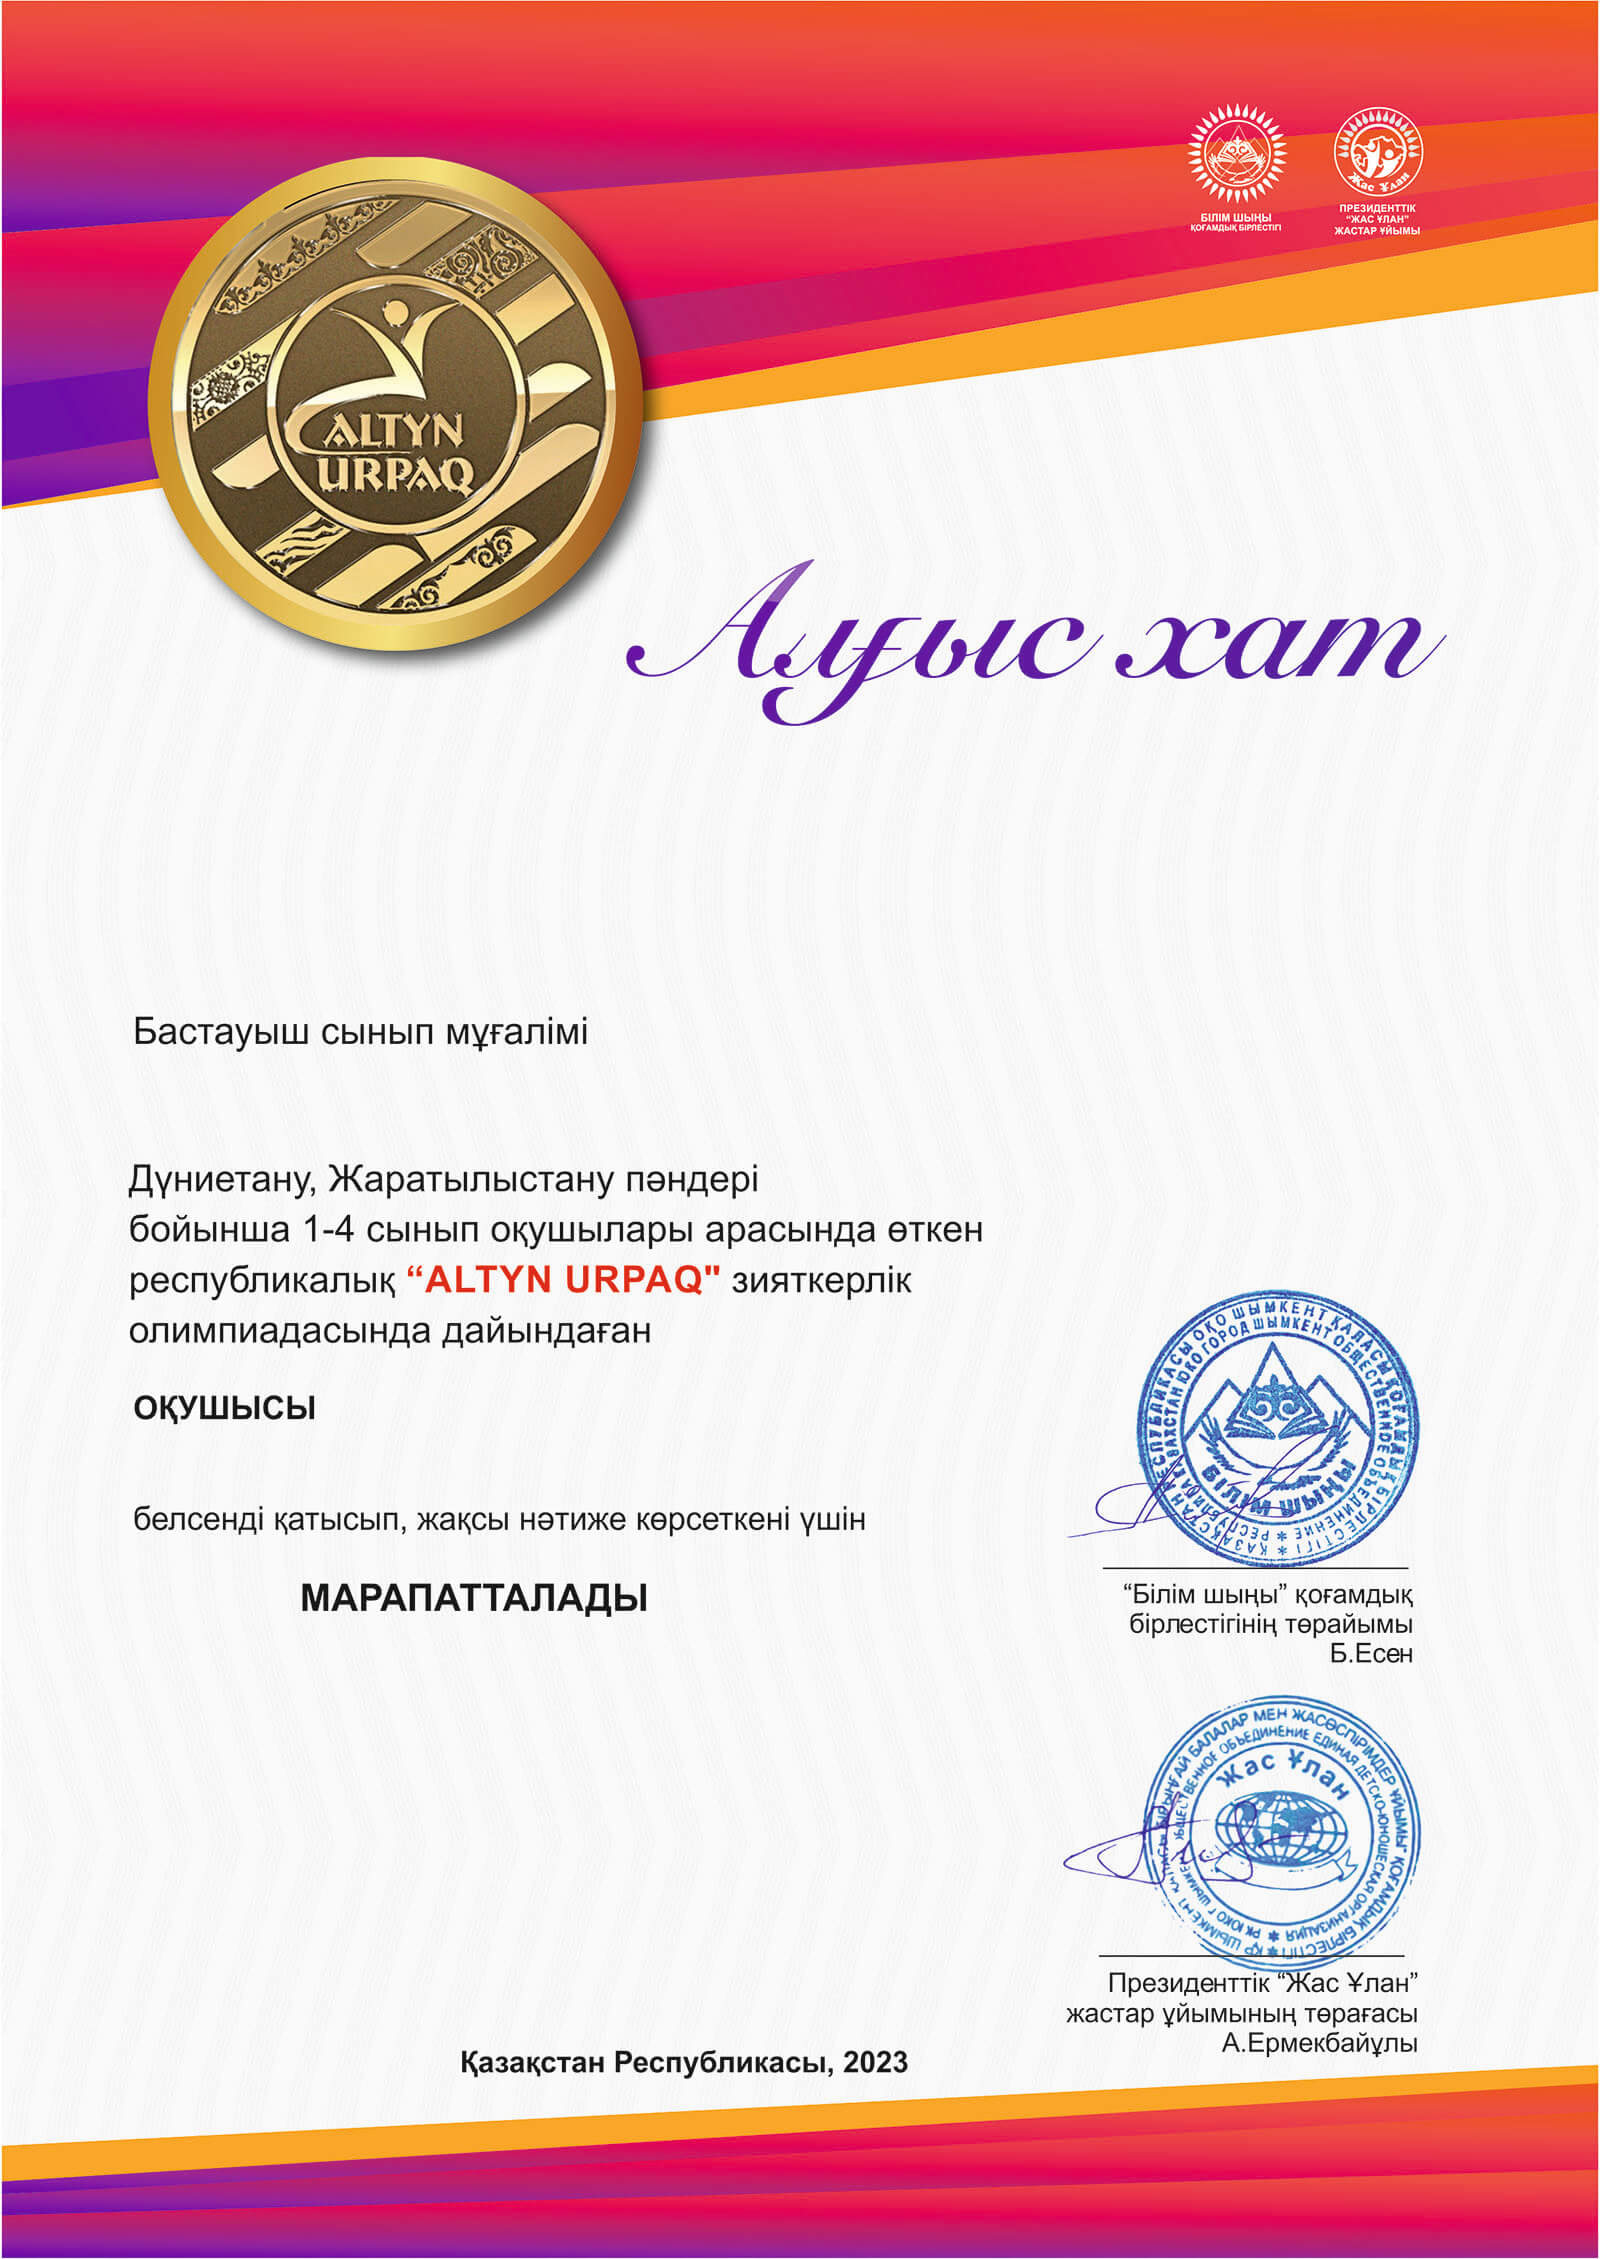 БІЛІМ ШЫҢЫ
ҚОҒАМДЫҚ БІРЛЕСТІГІ
Жас Ұлан
ПРЕЗИДЕНТТІК
“ЖАС ҰЛАН”
ЖАСТАР ҰЙЫМЫ
ALTYN
URPAQ
Алғыс хат
Бастауыш сынып мұғалімі
Дүниетану, Жаратылыстану пәндері
бойынша 1-4 сынып оқушылары арасында өткен
республикалық “ALTYN URPAQ" зияткерлік
олимпиадасында дайындаған
ОҚУШЫСЫ
белсенді қатысып, жақсы нәтиже көрсеткені үшін
МАРАПАТТАЛАДЫ
ҚАЗАҚСТАН РЕСПУБЛИКАСЫ ОҚО ШЫМКЕНТ ҚАЛАСЫ ҚОҒАМДЫҚ БІРЛЕСТІГІ
РЕСПУБЛИКА КАЗАХСТАН ЮКО ГОРОД ШЫМКЕНТ ОБЩЕСТВЕННОЕ ОБЪЕДИНЕНИЕ
БІЛІМ ШЫҢЫ
“Білім шыңы” қоғамдық
бірлестігінің төрайымы
Б.Есен
ҚР ШЫМКЕНТ ҚАЛАСЫ БІРЫҢҒАЙ БАЛАЛАР МЕН ЖАСӨСПІРІМДЕР ҰЙЫМЫ" ҚОҒАМДЫҚ БІРЛЕСТІГІ
РК ЮКО Г ШЫМКЕНТ ОБЩЕСТВЕННОЕ ОБЪЕДИНЕНИЕ ЕДИНАЯ ДЕТСКО-ЮНОШЕСКАЯ ОРГАНИЗАЦИЯ
Жас Ұлан
Президенттік “Жас Ұлан”
жастар ұйымының төрағасы
А.Ермекбайұлы
Қазақстан Республикасы, 2023